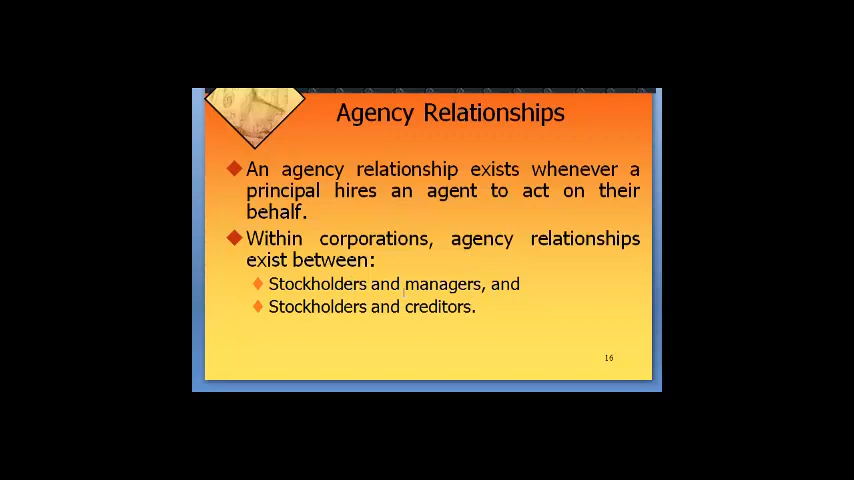 Agency Relationships
An agency relationship exists whenever a
principal hires an agent to act on their
behalf.
Within corporations, agency relationships
exist between:
Stockholders and managers, and
Stockholders and creditors.
16